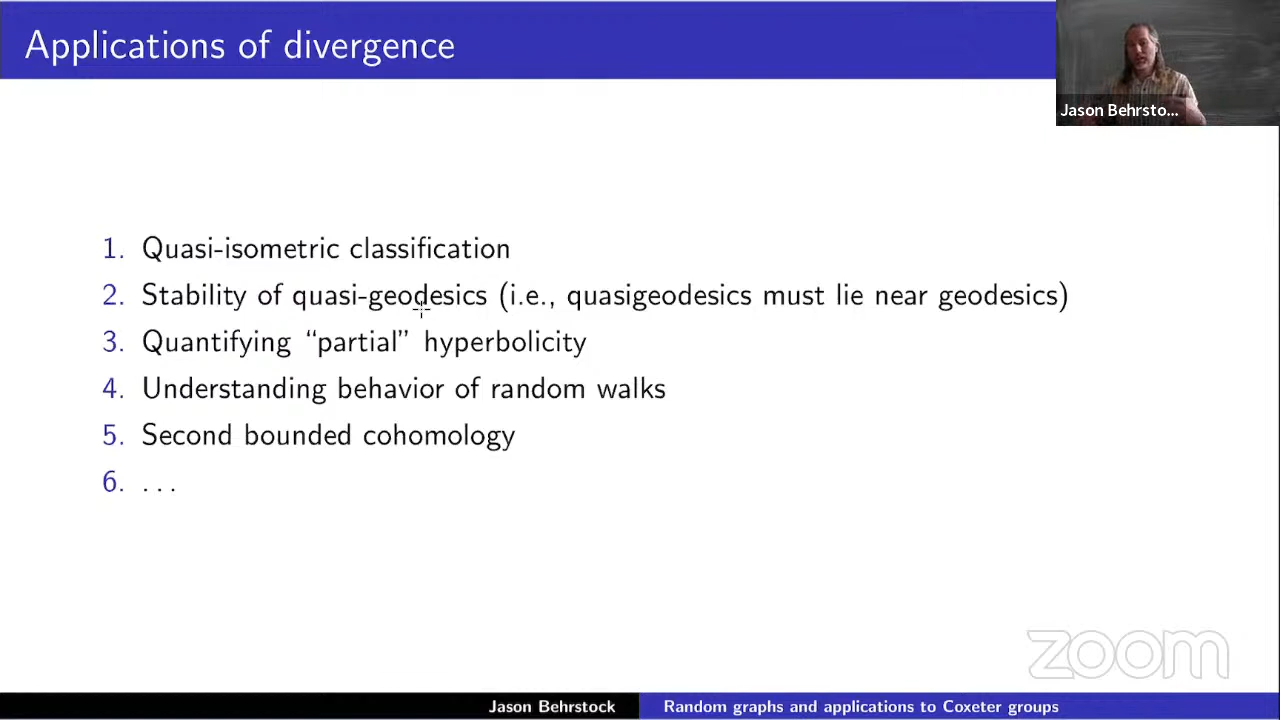 Applications of divergence
Jason Behrsto...
1. Quasi-isometric classification
2. Stability of quasi-geodesics (i.e., quasigeodesics must lie near geodesics)
3. Quantifying “partial” hyperbolicity
4. Understanding behavior of random walks
5. Second bounded cohomology
6. . . .
zoom
Jason Behrstock
Random graphs and applications to Coxeter groups